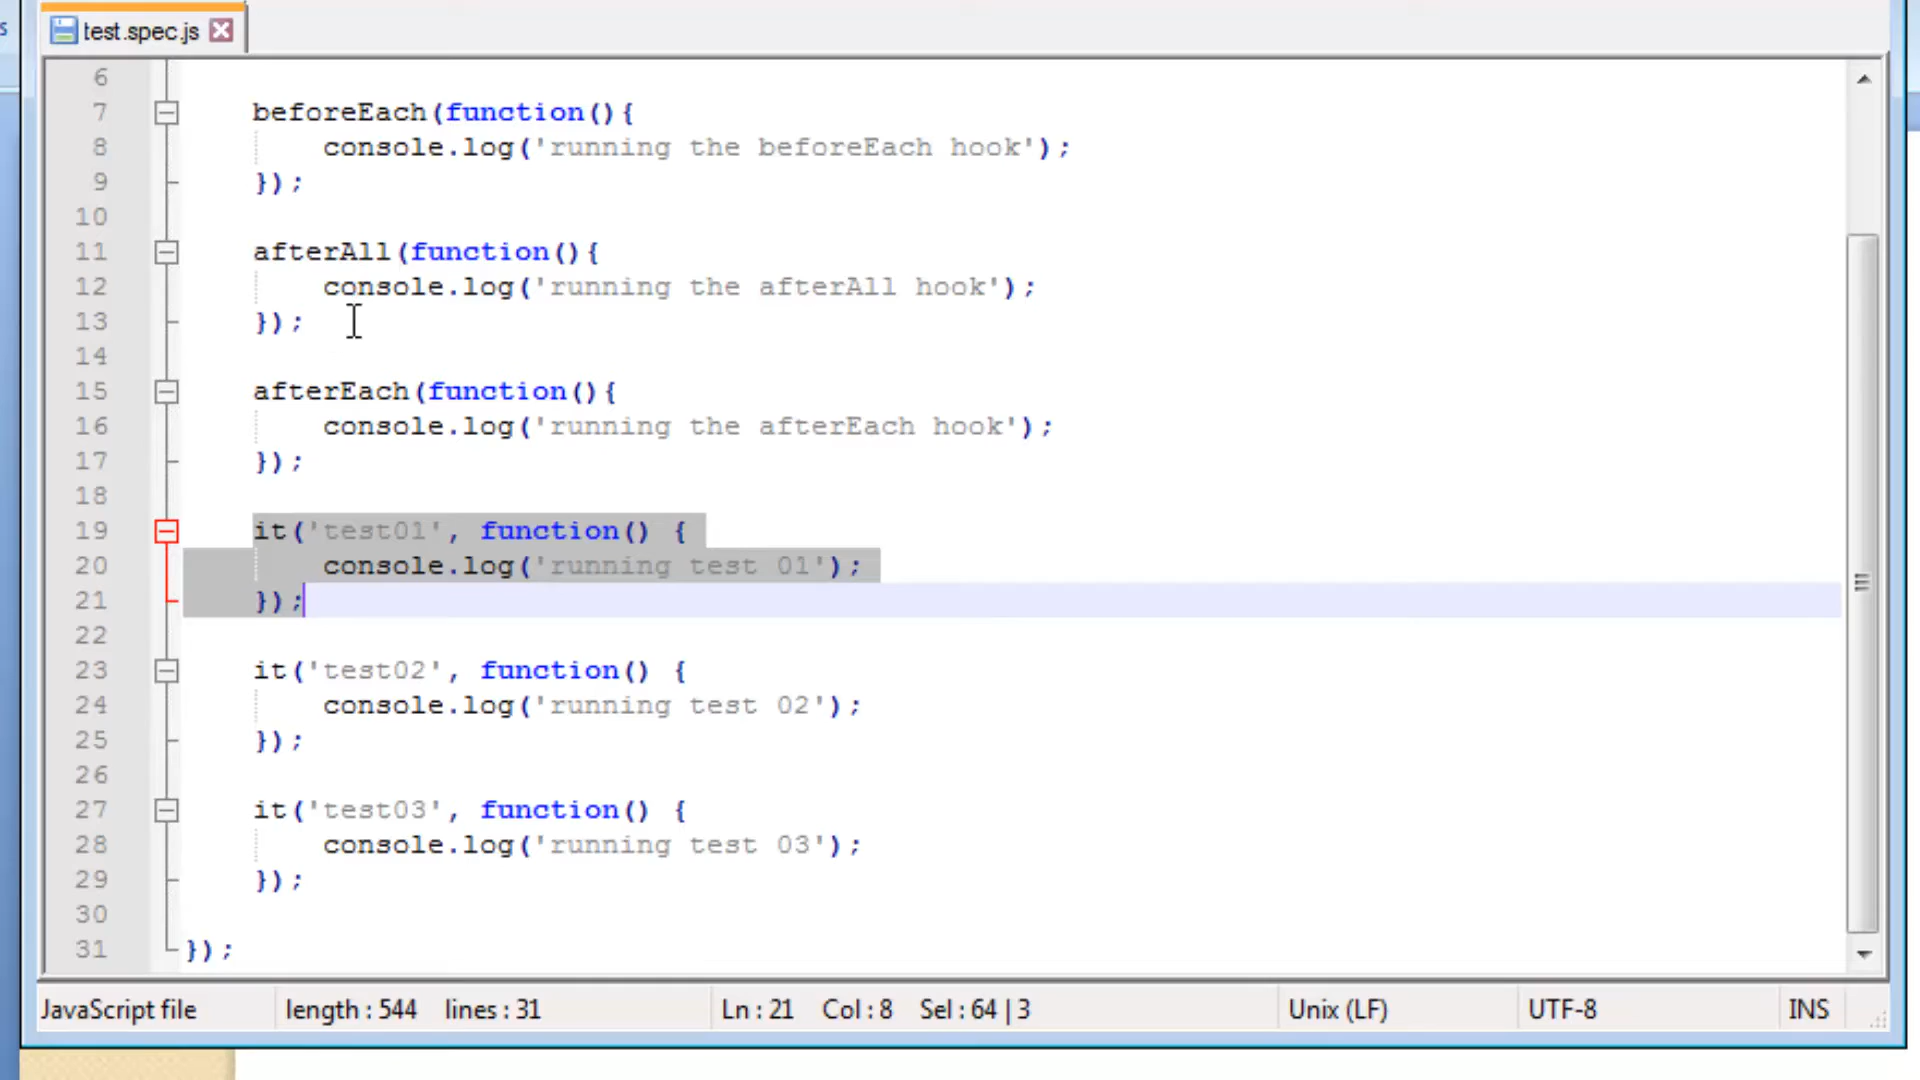 s
test.spec.js
6
7 beforeEach(function(){
8 console.log('running the beforeEach hook');
9 });
10
11 afterAll(function(){
12 console.log('running the afterAll hook');
13 });
14
15 afterEach(function(){
16 console.log('running the afterEach hook');
17 });
18
19 it('test01', function() {
20 console.log('running test 01');
21 });
22
23 it('test02', function() {
24 console.log('running test 02');
25 });
26
27 it('test03', function() {
28 console.log('running test 03');
29 });
30
31 });
JavaScript file length : 544 lines : 31 Ln : 21 Col : 8 Sel : 64 | 3 Unix (LF) UTF-8 INS